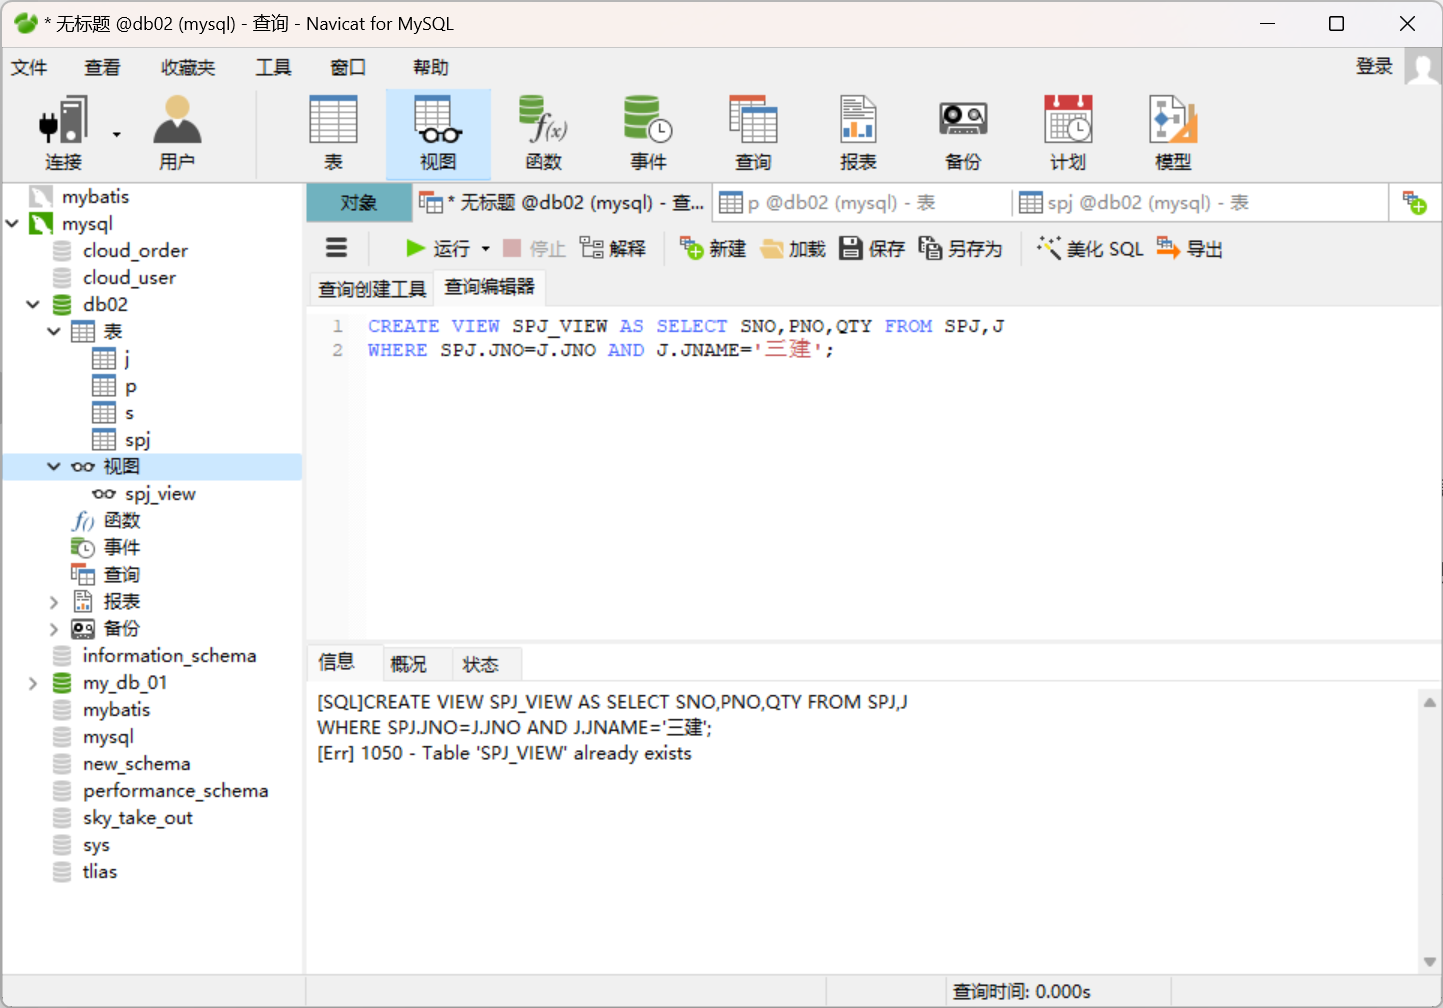 * 无标题 @db02 (mysql) - 查询 - Navicat for MySQL
文件 查看 收藏夹 工具 窗口 帮助 登录
连接 用户 表 视图 函数 事件 查询 报表 备份 计划 模型
mybatis
mysql
cloud_order
cloud_user
db02
表
j
p
s
spj
视图
spj_view
函数
事件
查询
报表
备份
information_schema
my_db_01
mybatis
mysql
new_schema
performance_schema
sky_take_out
sys
tlias
对象 * 无标题 @db02 (mysql) - 查... p @db02 (mysql) - 表 spj @db02 (mysql) - 表
运行 停止 解释 新建 加载 保存 另存为 美化 SQL 导出
查询创建工具 查询编辑器
1 CREATE VIEW SPJ_VIEW AS SELECT SNO,PNO,QTY FROM SPJ,J
2 WHERE SPJ.JNO=J.JNO AND J.JNAME='三建';
信息 概况 状态
[SQL]CREATE VIEW SPJ_VIEW AS SELECT SNO,PNO,QTY FROM SPJ,J
WHERE SPJ.JNO=J.JNO AND J.JNAME='三建';
[Err] 1050 - Table 'SPJ_VIEW' already exists
查询时间: 0.000s